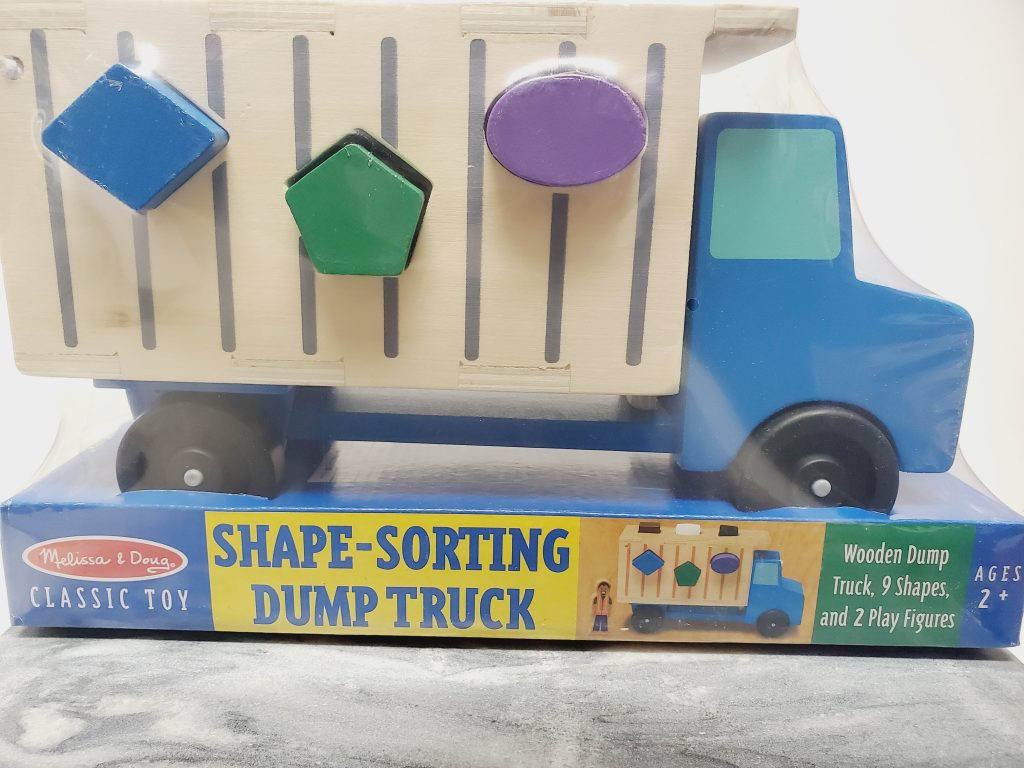 Melissa & Doug
CLASSIC TOY
SHAPE-SORTING
DUMP TRUCK
Wooden Dump
Truck, 9 Shapes,
and 2 Play Figures
AGES
2+